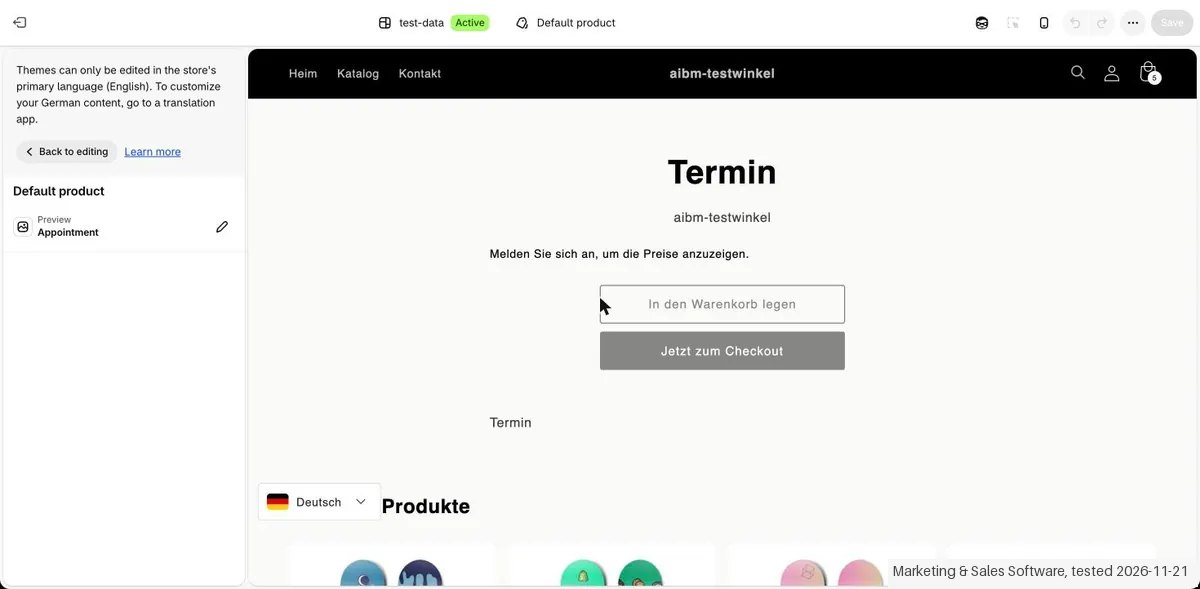 test-data Active Default product Save
Themes can only be edited in the store's
primary language (English). To customize
your German content, go to a translation
app.
Back to editing Learn more
Default product
Preview
Appointment
Heim Katalog Kontakt aibm-testwinkel 5
Termin
aibm-testwinkel
Melden Sie sich an, um die Preise anzuzeigen.
In den Warenkorb legen
Jetzt zum Checkout
Termin
Deutsch Produkte
Marketing & Sales Software, tested 2026-11-21